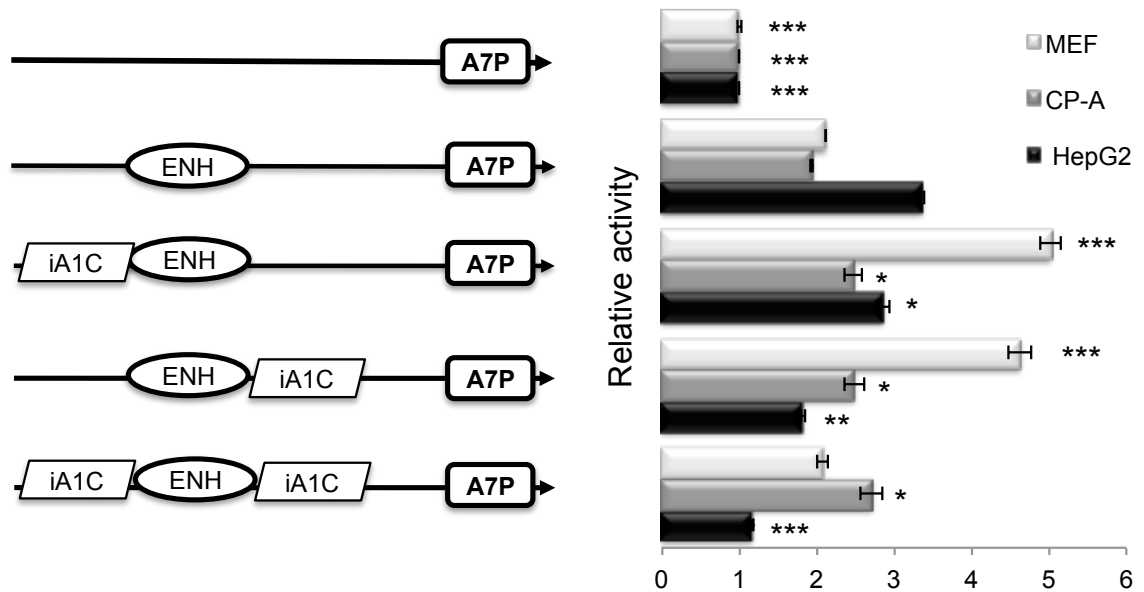 A7P
***
***
***
MEF
CP-A
HepG2
ENH
A7P
iA1C
ENH
A7P
***
*
*
ENH
iA1C
A7P
***
*
**
iA1C
ENH
iA1C
A7P
*
***
Relative activity
0 1 2 3 4 5 6